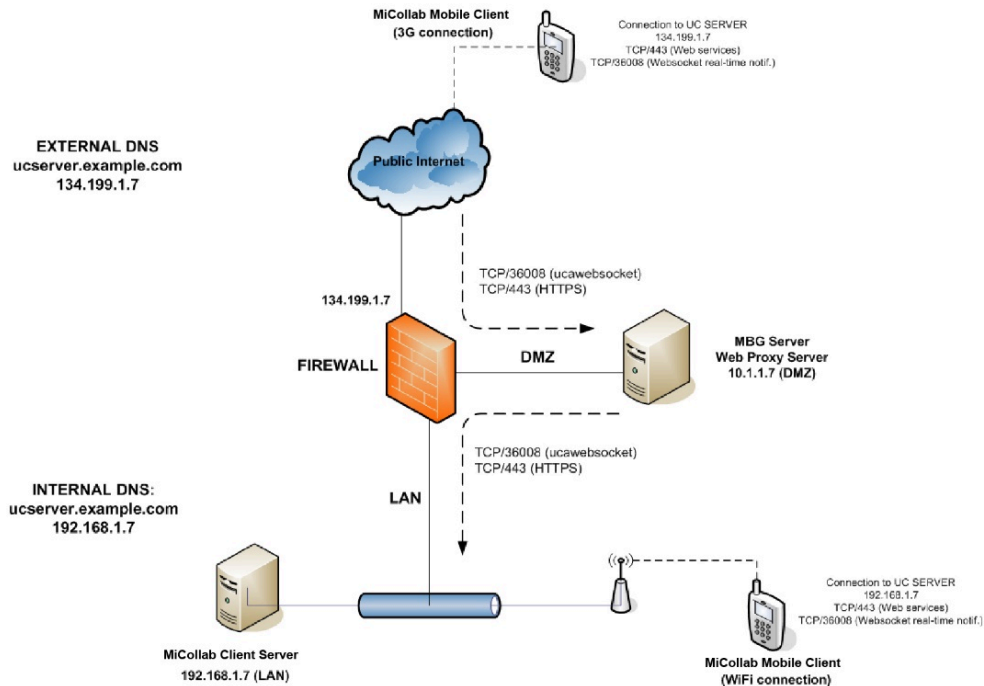 MiCollab Mobile Client
(3G connection)
Connection to UC SERVER
134.199.1.7
TCP/443 (Web services)
TCP/36008 (Websocket real-time notif.)
EXTERNAL DNS
ucserver.example.com
134.199.1.7
Public Internet
TCP/36008 (ucawebsocket)
TCP/443 (HTTPS)
134.199.1.7
FIREWALL
DMZ
MBG Server
Web Proxy Server
10.1.1.7 (DMZ)
TCP/36008 (ucawebsocket)
TCP/443 (HTTPS)
LAN
INTERNAL DNS:
ucserver.example.com
192.168.1.7
MiCollab Client Server
192.168.1.7 (LAN)
Connection to UC SERVER
192.168.1.7
TCP/443 (Web services)
TCP/36008 (Websocket real-time notif.)
MiCollab Mobile Client
(WiFi connection)